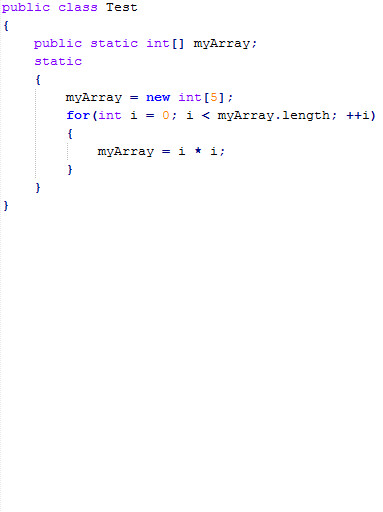 public class Test
{
    public static int[] myArray;
    static
    {
        myArray = new int[5];
        for(int i = 0; i < myArray.length; ++i)
        {
            myArray = i * i;
        }
    }
}